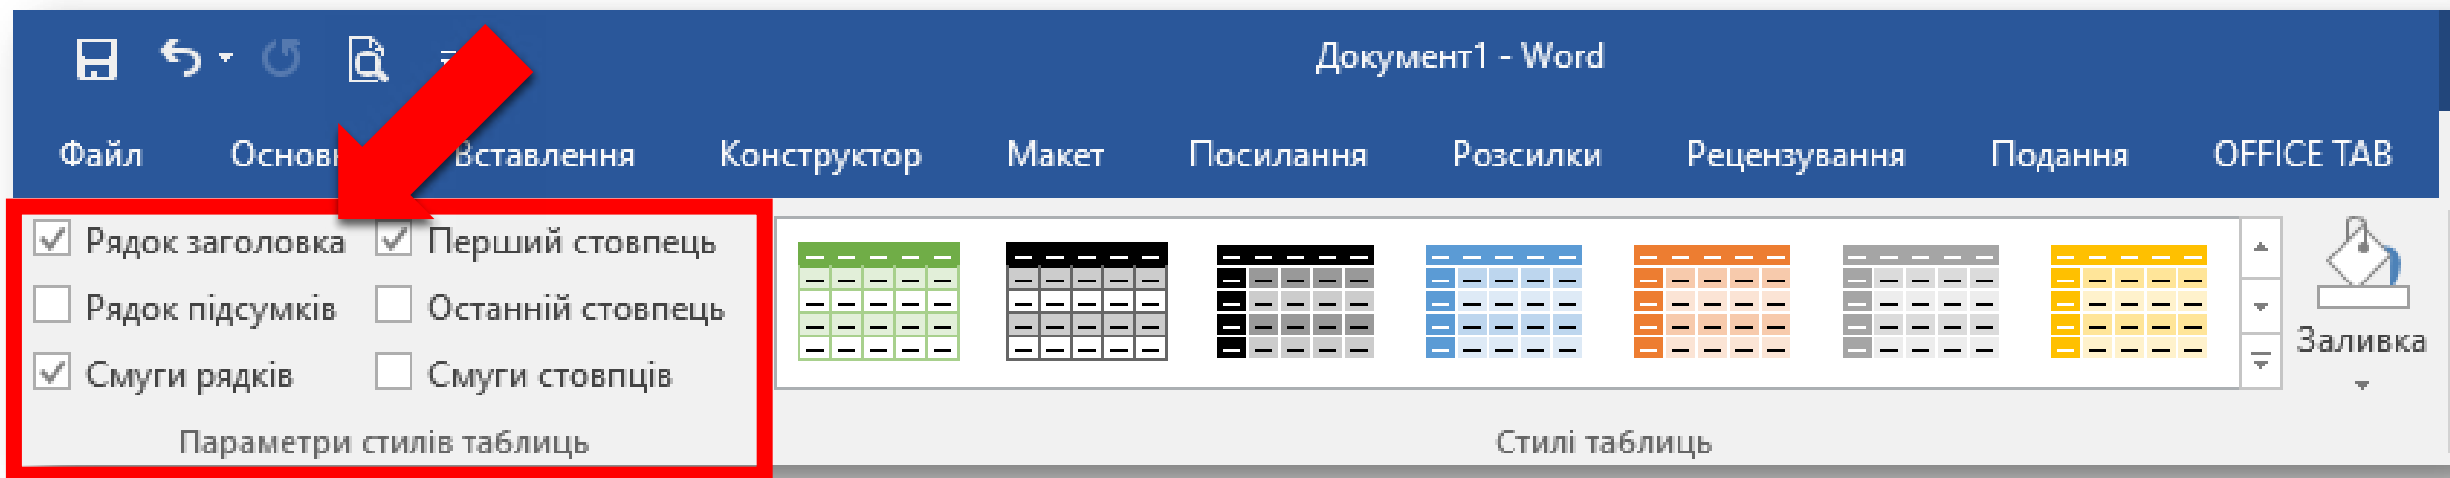 Документ1 - Word
Файл Вставлення Конструктор Макет Посилання Розсилки Рецензування Подання OFFICE TAB
Рядок заголовка Перший стовпець
Рядок підсумків Останній стовпець
Смуги рядків Смуги стовпців
Заливка
Параметри стилів таблиць Стилі таблиць